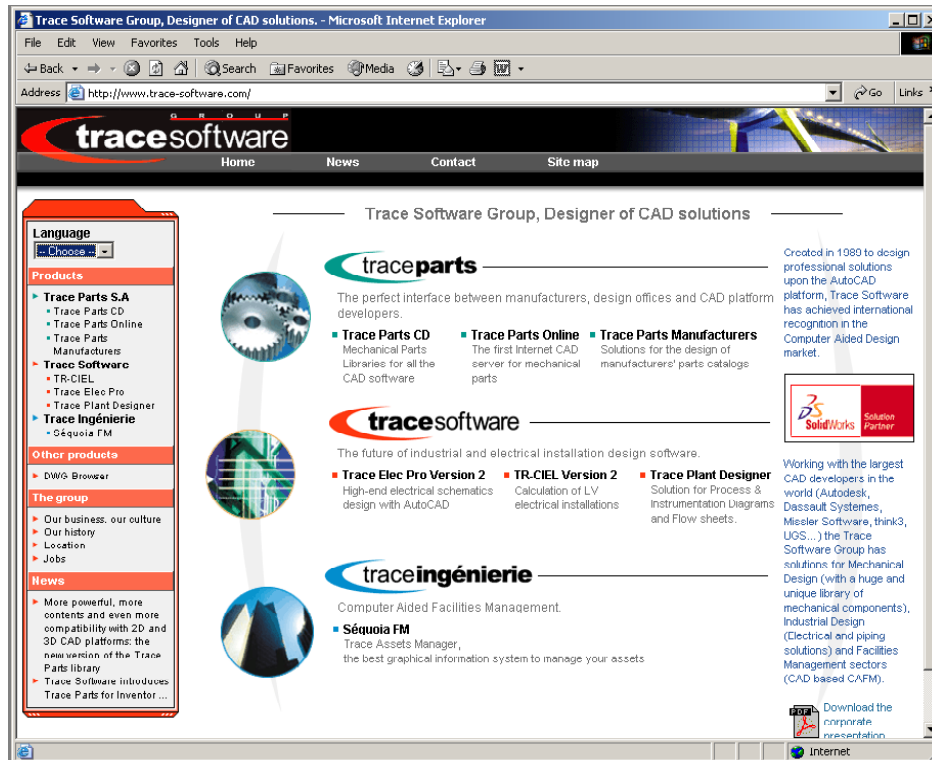 Trace Software Group, Designer of CAD solutions. - Microsoft Internet Explorer
File Edit View Favorites Tools Help
Back Search Favorites Media
Address http://www.trace-software.com/ Go Links
GROUP
tracesoftware
Home News Contact Site map
Language
-- Choose --
Products
Trace Parts S.A
Trace Parts CD
Trace Parts Online
Trace Parts
Manufacturers
Trace Software
TR-CIEL
Trace Elec Pro
Trace Plant Designer
Trace Ingénierie
Séquoia FM
Other products
DWG Browser
The group
Our business, our culture
Our history
Location
Jobs
News
More powerful, more
contents and even more
compatibility with 2D and
3D CAD platforms: the
new version of the Trace
Parts library
Trace Software introduces
Trace Parts for Inventor ...
Trace Software Group, Designer of CAD solutions
traceparts
The perfect interface between manufacturers, design offices and CAD platform
developers.
Trace Parts CD Trace Parts Online Trace Parts Manufacturers
Mechanical Parts The first Internet CAD Solutions for the design of
Libraries for all the server for mechanical manufacturers' parts catalogs
CAD software parts
tracesoftware
The future of industrial and electrical installation design software.
Trace Elec Pro Version 2 TR-CIEL Version 2 Trace Plant Designer
High-end electrical schematics Calculation of LV Solution for Process &
design with AutoCAD electrical installations Instrumentation Diagrams
and Flow sheets.
traceingénierie
Computer Aided Facilities Management.
Séquoia FM
Trace Assets Manager,
the best graphical information system to manage your assets
Created in 1989 to design
professional solutions
upon the AutoCAD
platform, Trace Software
has achieved international
recognition in the
Computer Aided Design
market.
SolidWorks Solution
Partner
Working with the largest
CAD developers in the
world (Autodesk,
Dassault Systemes,
Missler Software, think3,
UGS...) the Trace
Software Group has
solutions for Mechanical
Design (with a huge and
unique library of
mechanical components),
Industrial Design
(Electrical and piping
solutions) and Facilities
Management sectors
(CAD based CAFM).
PDF
Download the
corporate
presentation
Internet